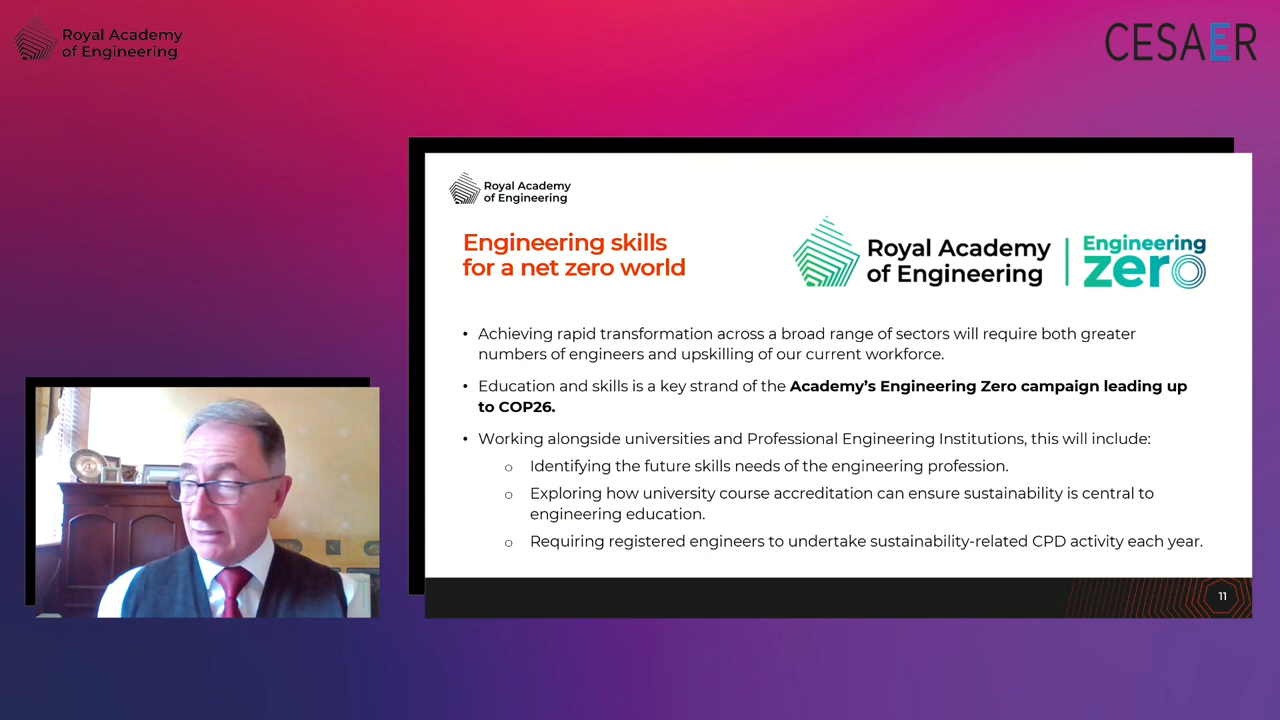 Royal Academy
of Engineering
CESAER
Royal Academy
of Engineering
Engineering skills
for a net zero world
Royal Academy
of Engineering
Engineering
zero
• Achieving rapid transformation across a broad range of sectors will require both greater
numbers of engineers and upskilling of our current workforce.
• Education and skills is a key strand of the Academy’s Engineering Zero campaign leading up
to COP26.
• Working alongside universities and Professional Engineering Institutions, this will include:
o Identifying the future skills needs of the engineering profession.
o Exploring how university course accreditation can ensure sustainability is central to
engineering education.
o Requiring registered engineers to undertake sustainability-related CPD activity each year.
11